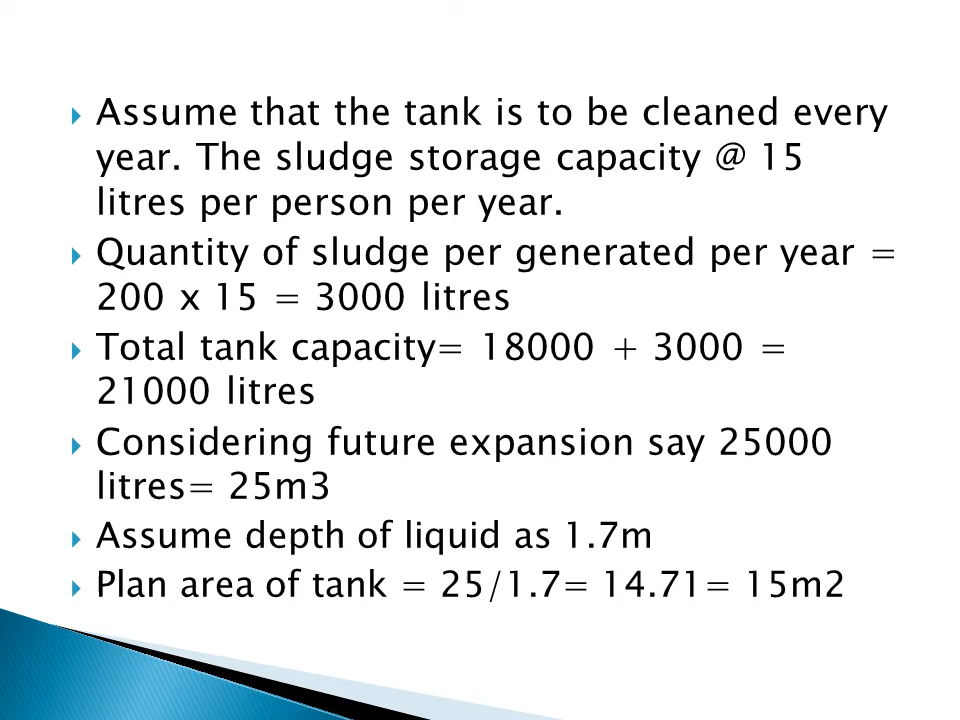 Assume that the tank is to be cleaned every
year. The sludge storage capacity @ 15
litres per person per year.
Quantity of sludge per generated per year =
200 x 15 = 3000 litres
Total tank capacity= 18000 + 3000 =
21000 litres
Considering future expansion say 25000
litres= 25m3
Assume depth of liquid as 1.7m
Plan area of tank = 25/1.7= 14.71= 15m2